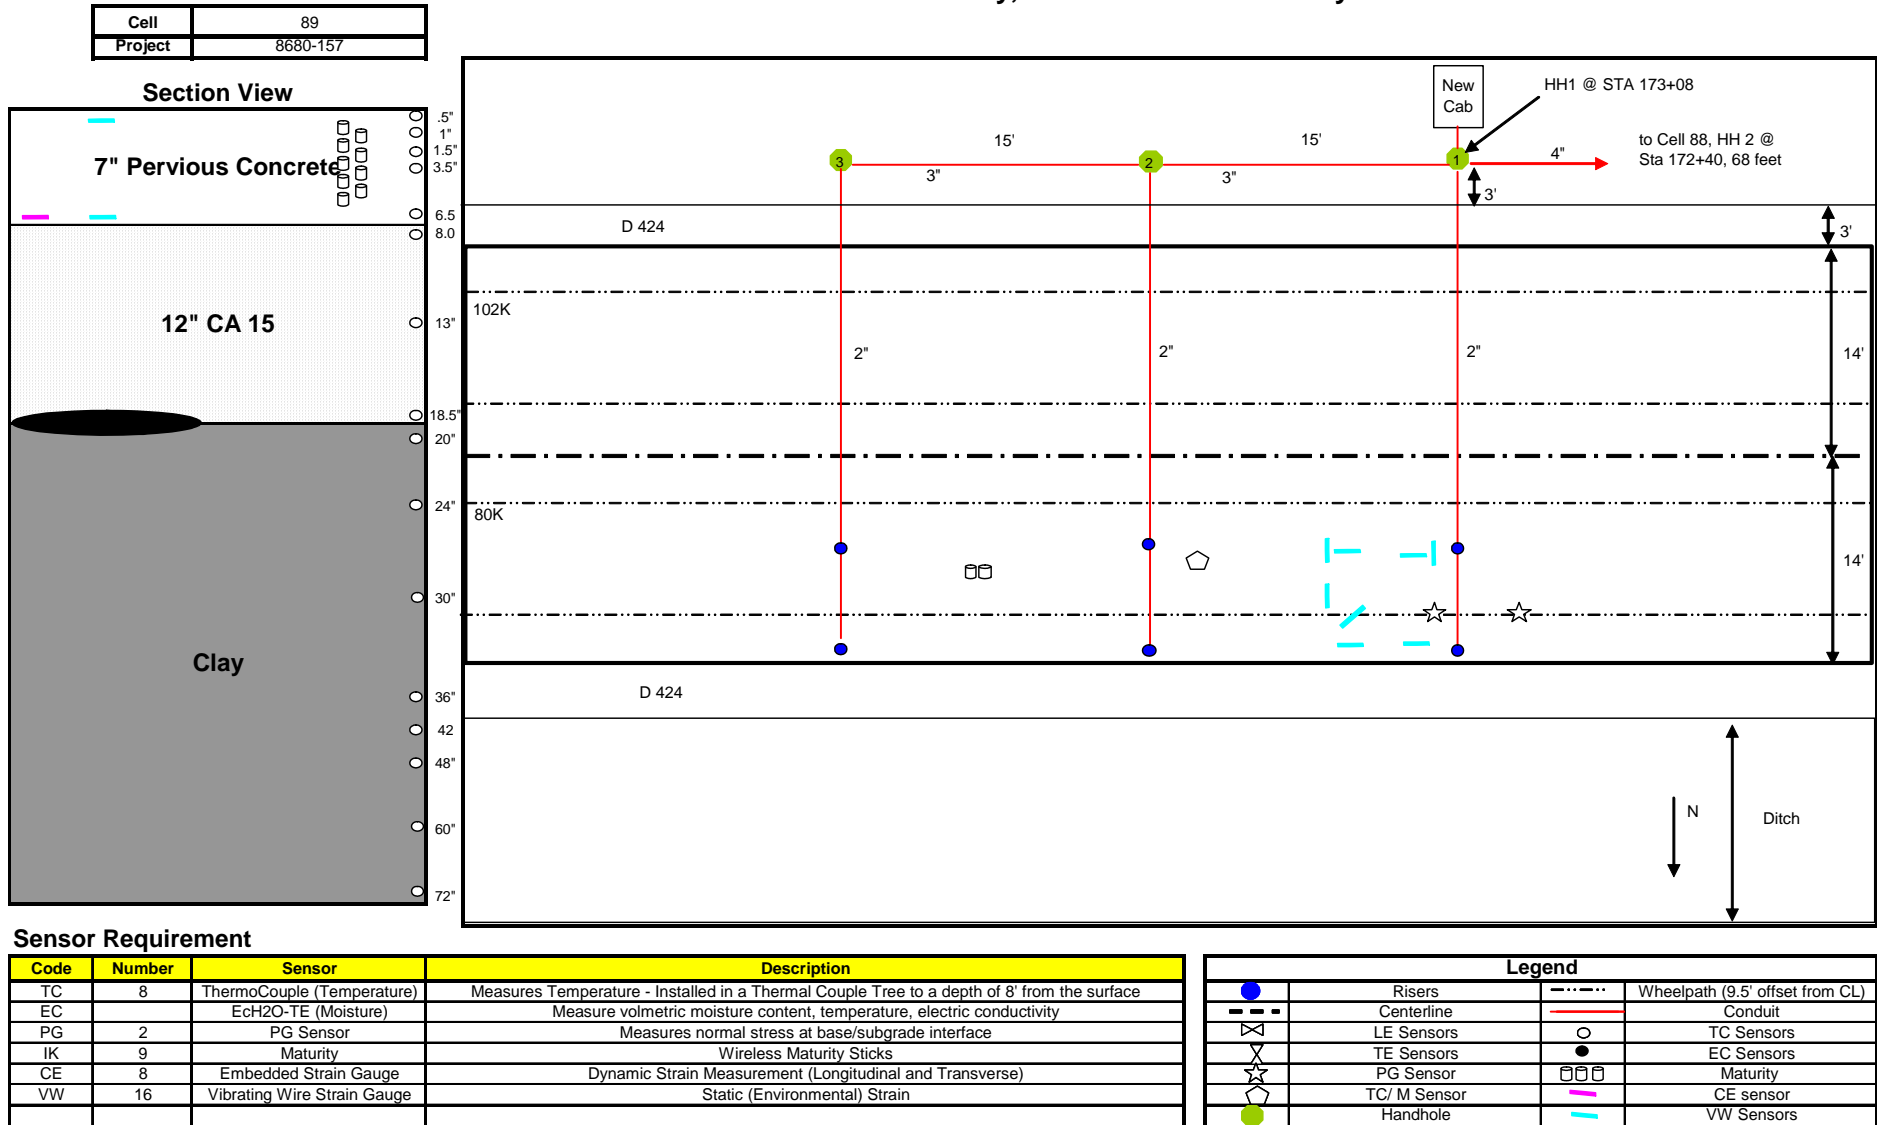 Cell 89
Project 8680-157
Section View
.5"
1"
1.5"
3.5"
7" Pervious Concrete
6.5
8.0
12" CA 15
13"
18.5"
20"
24"
30"
Clay
36"
42
48"
60"
72"
New
Cab
HH1 @ STA 173+08
15'
15'
3
2
1
4"
to Cell 88, HH 2 @
Sta 172+40, 68 feet
3"
3"
3'
D 424
3'
102K
2"
2"
2"
14'
80K
14'
D 424
N
Ditch
Sensor Requirement
Code Number Sensor Description
TC 8 ThermoCouple (Temperature) Measures Temperature - Installed in a Thermal Couple Tree to a depth of 8' from the surface
EC EcH2O-TE (Moisture) Measure volmetric moisture content, temperature, electric conductivity
PG 2 PG Sensor Measures normal stress at base/subgrade interface
IK 9 Maturity Wireless Maturity Sticks
CE 8 Embedded Strain Gauge Dynamic Strain Measurement (Longitudinal and Transverse)
VW 16 Vibrating Wire Strain Gauge Static (Environmental) Strain
Legend
Risers Wheelpath (9.5' offset from CL)
Centerline Conduit
LE Sensors TC Sensors
TE Sensors EC Sensors
PG Sensor Maturity
TC/ M Sensor CE sensor
Handhole VW Sensors